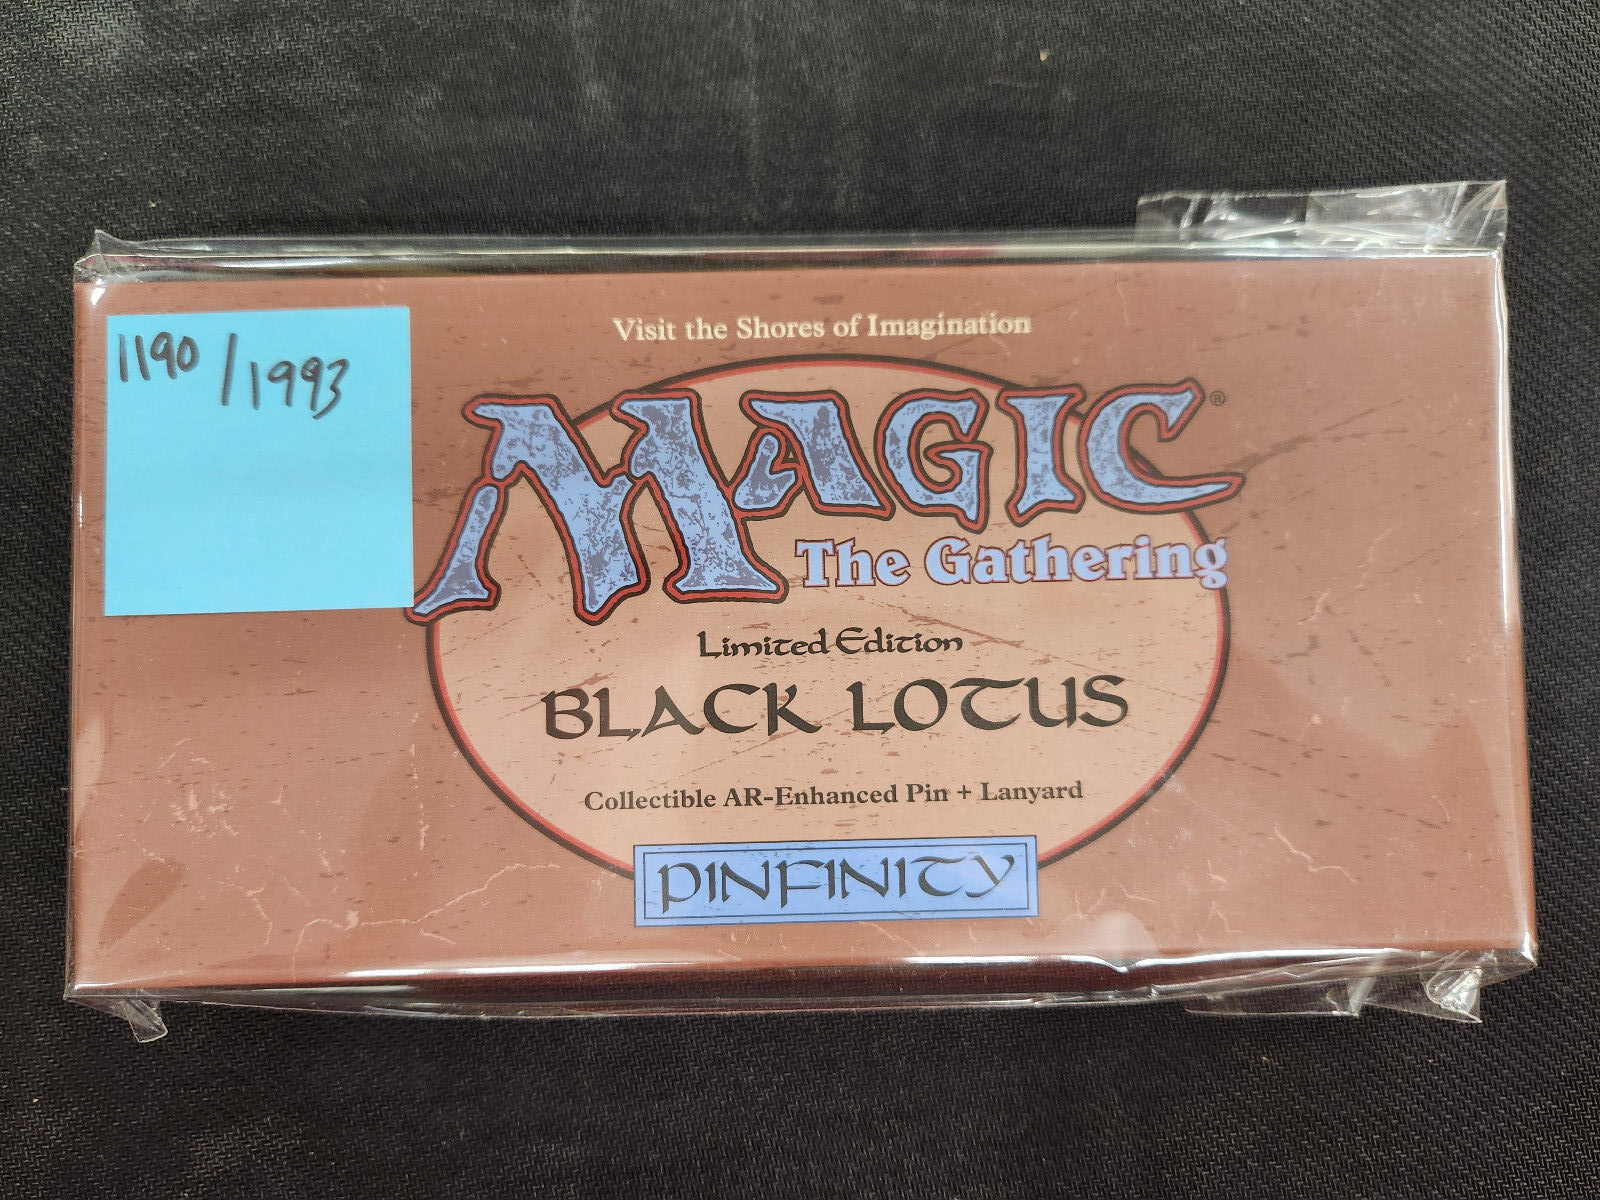 1190/1993
Visit the Shores of Imagination
MAGIC®
The Gathering
Limited Edition
BLACK LOTUS
Collectible AR-Enhanced Pin + Lanyard
PINFINITY